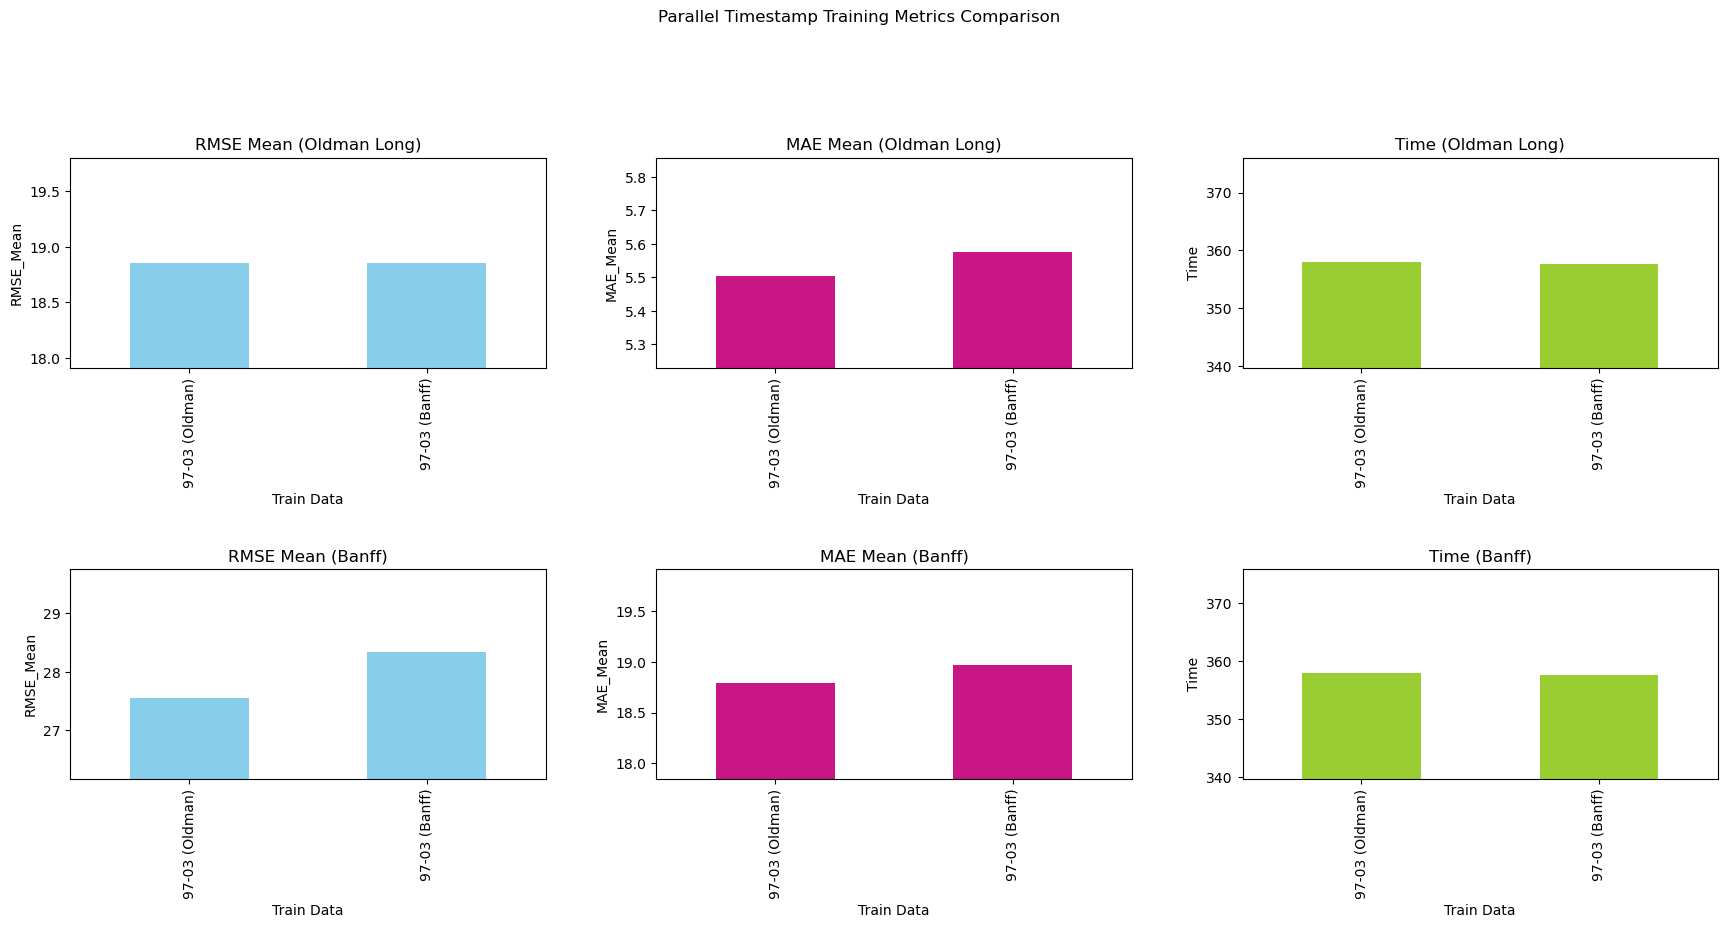 Parallel Timestamp Training Metrics Comparison
RMSE Mean (Oldman Long)
RMSE_Mean
19.5
19.0
18.5
18.0
97-03 (Oldman)
97-03 (Banff)
Train Data
MAE Mean (Oldman Long)
MAE_Mean
5.8
5.7
5.6
5.5
5.4
5.3
97-03 (Oldman)
97-03 (Banff)
Train Data
Time (Oldman Long)
Time
370
360
350
340
97-03 (Oldman)
97-03 (Banff)
Train Data
RMSE Mean (Banff)
RMSE_Mean
29
28
27
97-03 (Oldman)
97-03 (Banff)
Train Data
MAE Mean (Banff)
MAE_Mean
19.5
19.0
18.5
18.0
97-03 (Oldman)
97-03 (Banff)
Train Data
Time (Banff)
Time
370
360
350
340
97-03 (Oldman)
97-03 (Banff)
Train Data